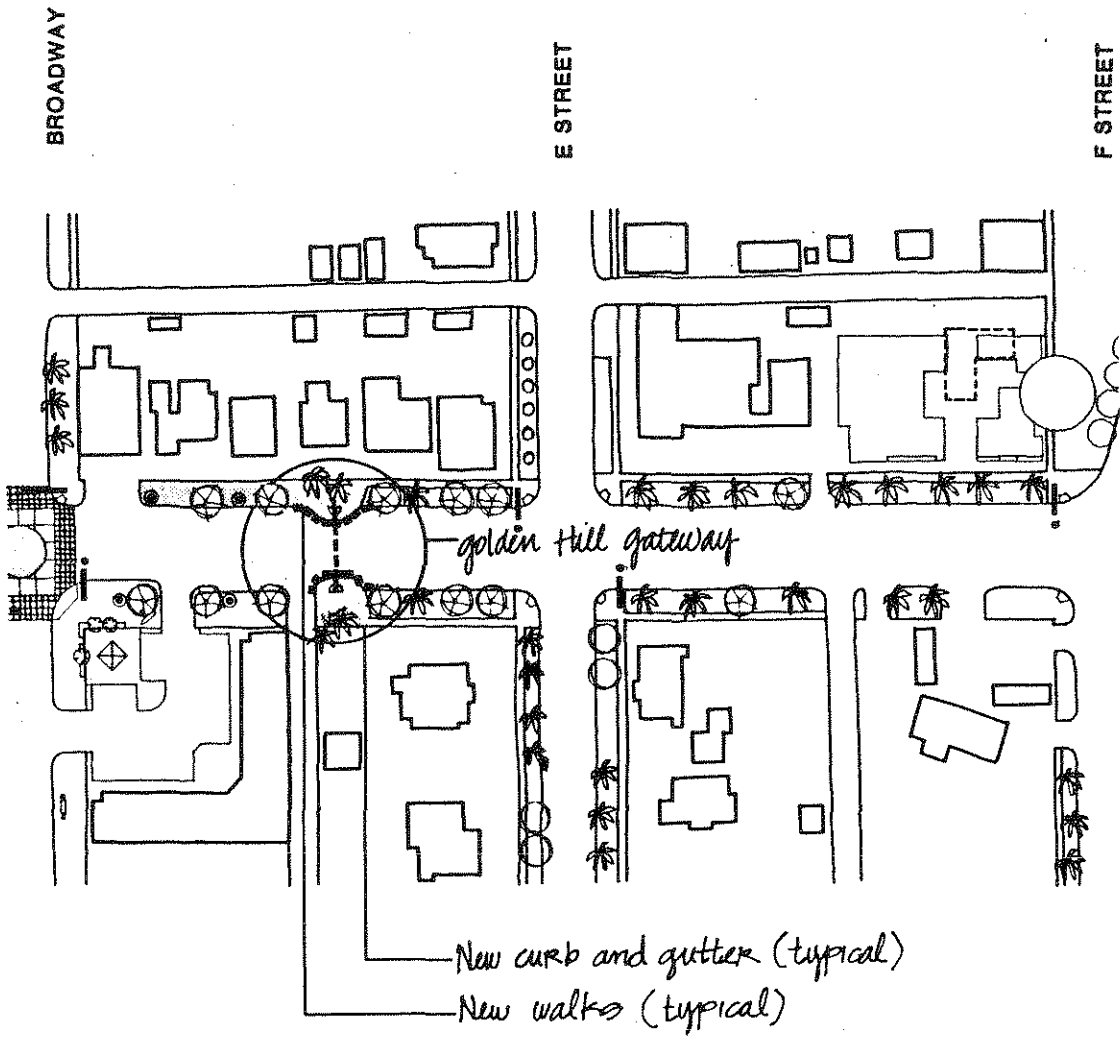 BROADWAY
E STREET
F STREET
golden Hill gateway
New curb and gutter (typical)
New walks (typical)